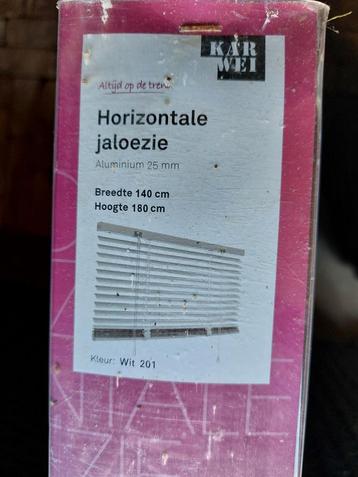 KAR
WEI
Altijd op de trend
Horizontale
jaloezie
Aluminium 25 mm
Breedte 140 cm
Hoogte 180 cm
Kleur: Wit 201